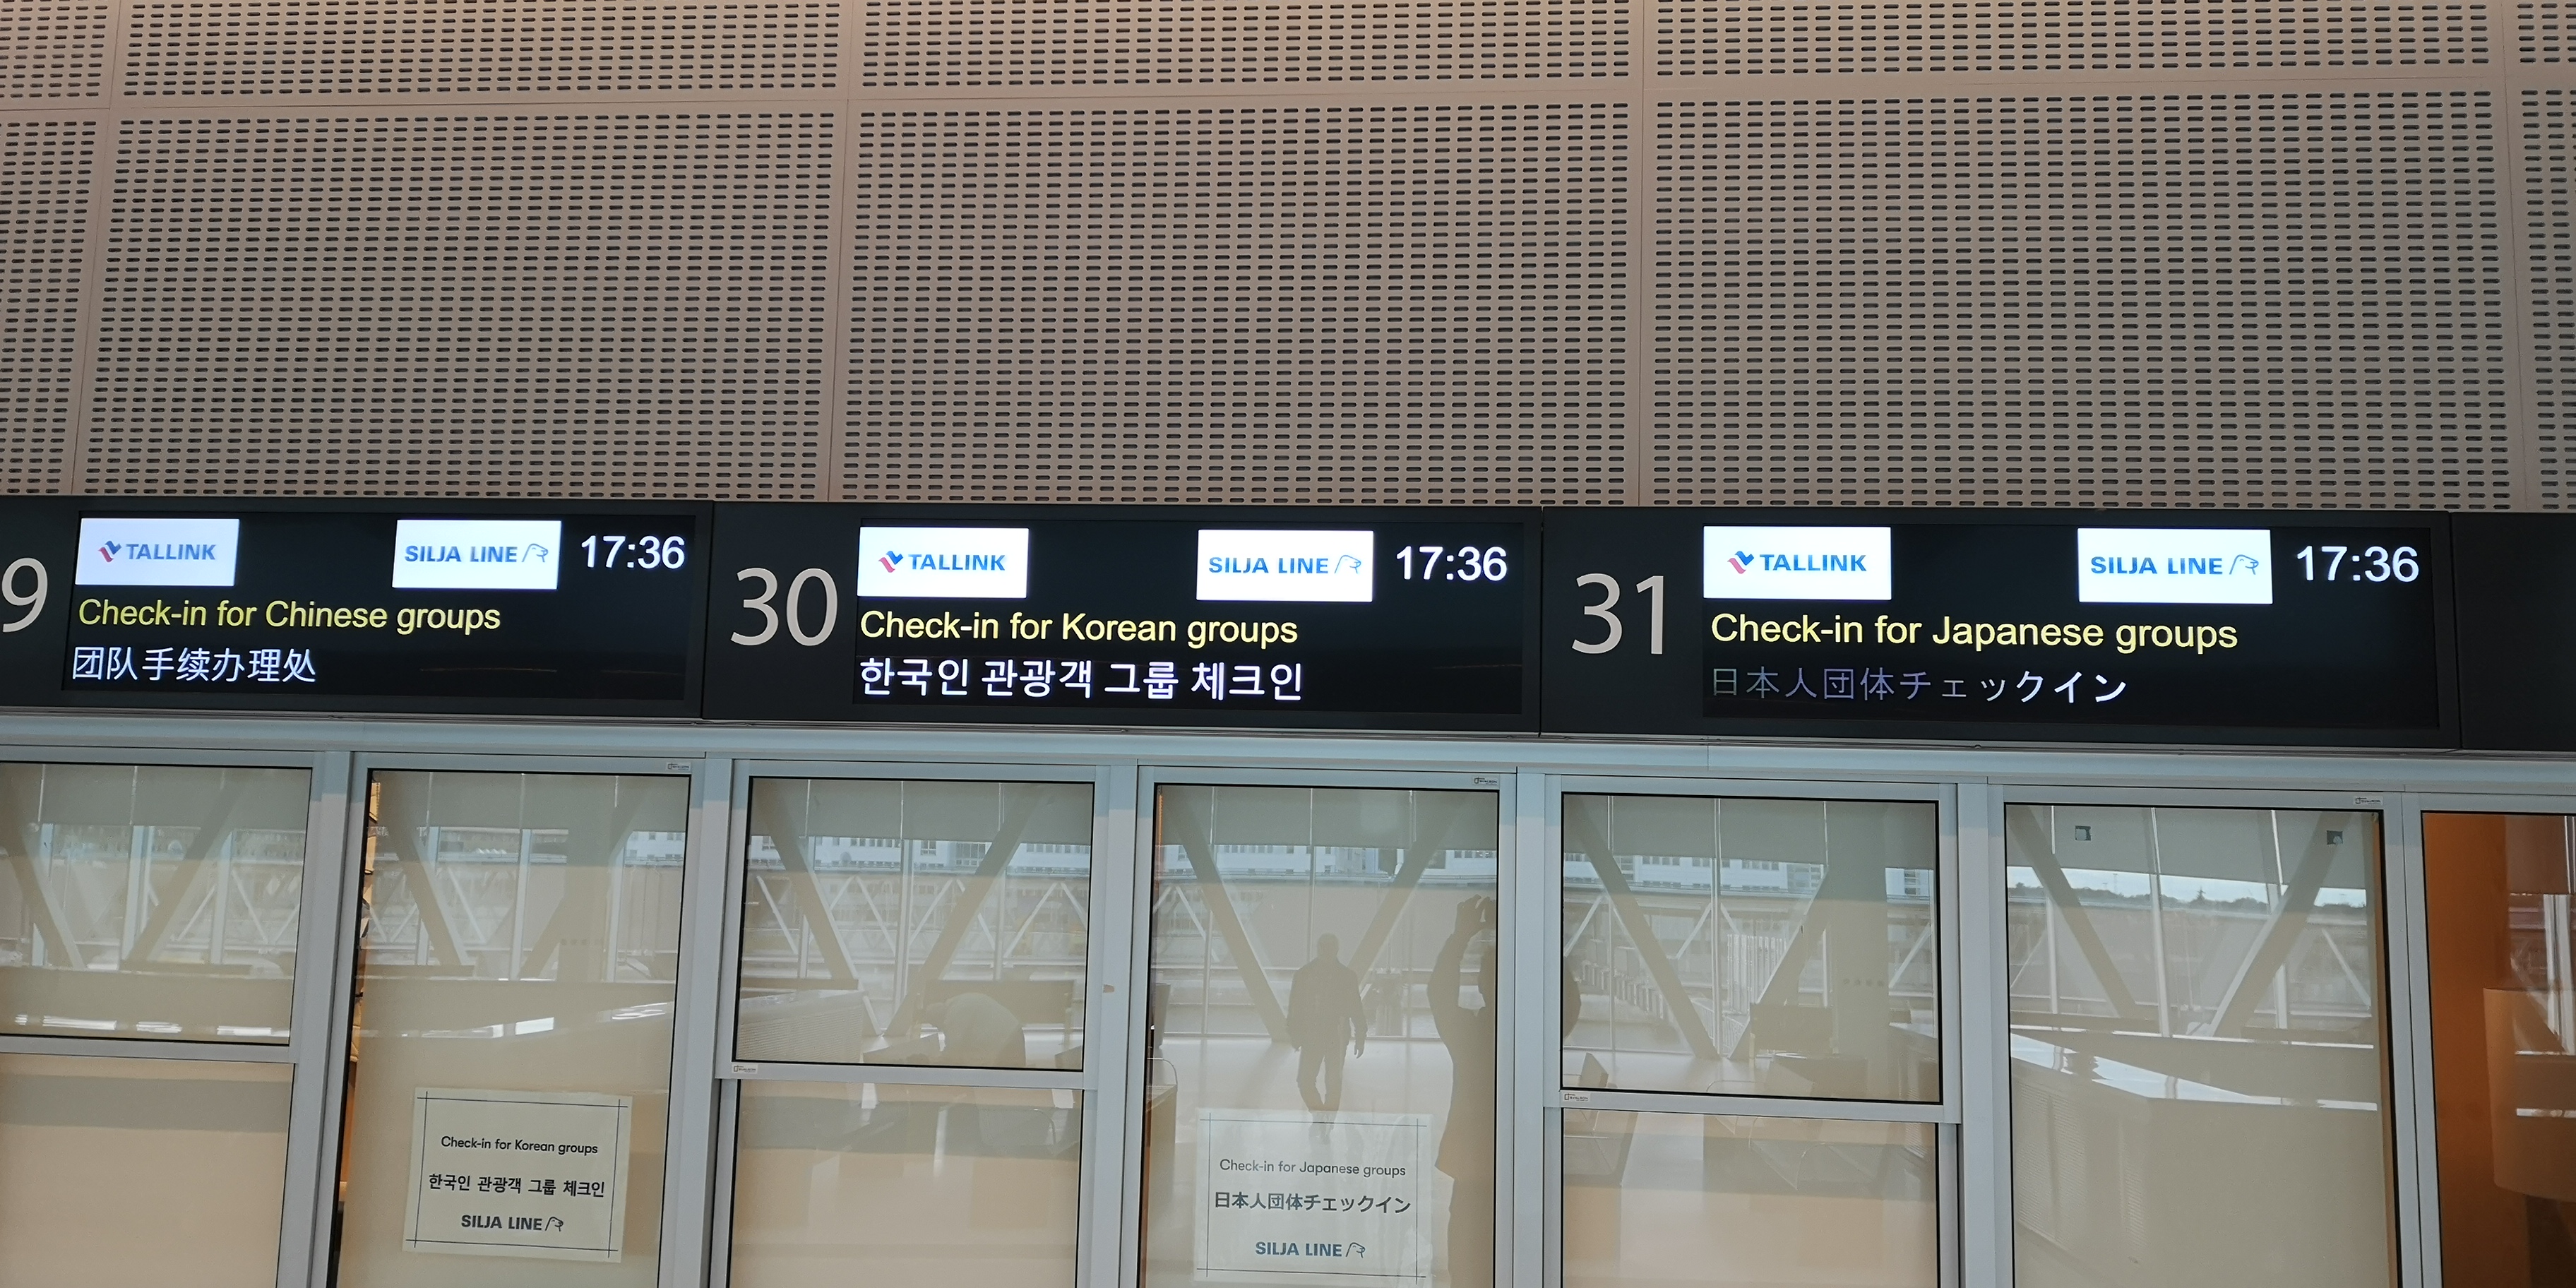 9
TALLINK
SILJA LINE
17:36
Check-in for Chinese groups
团队手续办理处
30
TALLINK
SILJA LINE
17:36
Check-in for Korean groups
한국인 관광객 그룹 체크인
31
TALLINK
SILJA LINE
17:36
Check-in for Japanese groups
日本人団体チェックイン
Check-in for Korean groups
한국인 관광객 그룹 체크인
SILJA LINE
Check-in for Japanese groups
日本人団体チェックイン
SILJA LINE